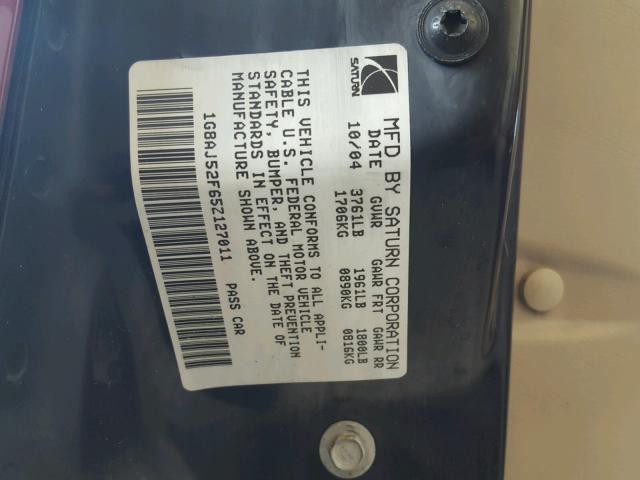 SATURN
MFD BY SATURN CORPORATION
DATE GVWR GAWR FRT GAWR RR
10/04 3761LB 1961LB 1800LB
1706KG 0890KG 0816KG
THIS VEHICLE CONFORMS TO ALL APPLI-
CABLE U.S. FEDERAL MOTOR VEHICLE
SAFETY, BUMPER, AND THEFT PREVENTION
STANDARDS IN EFFECT ON THE DATE OF
MANUFACTURE SHOWN ABOVE.
1G8AJ52F65Z127011 PASS CAR